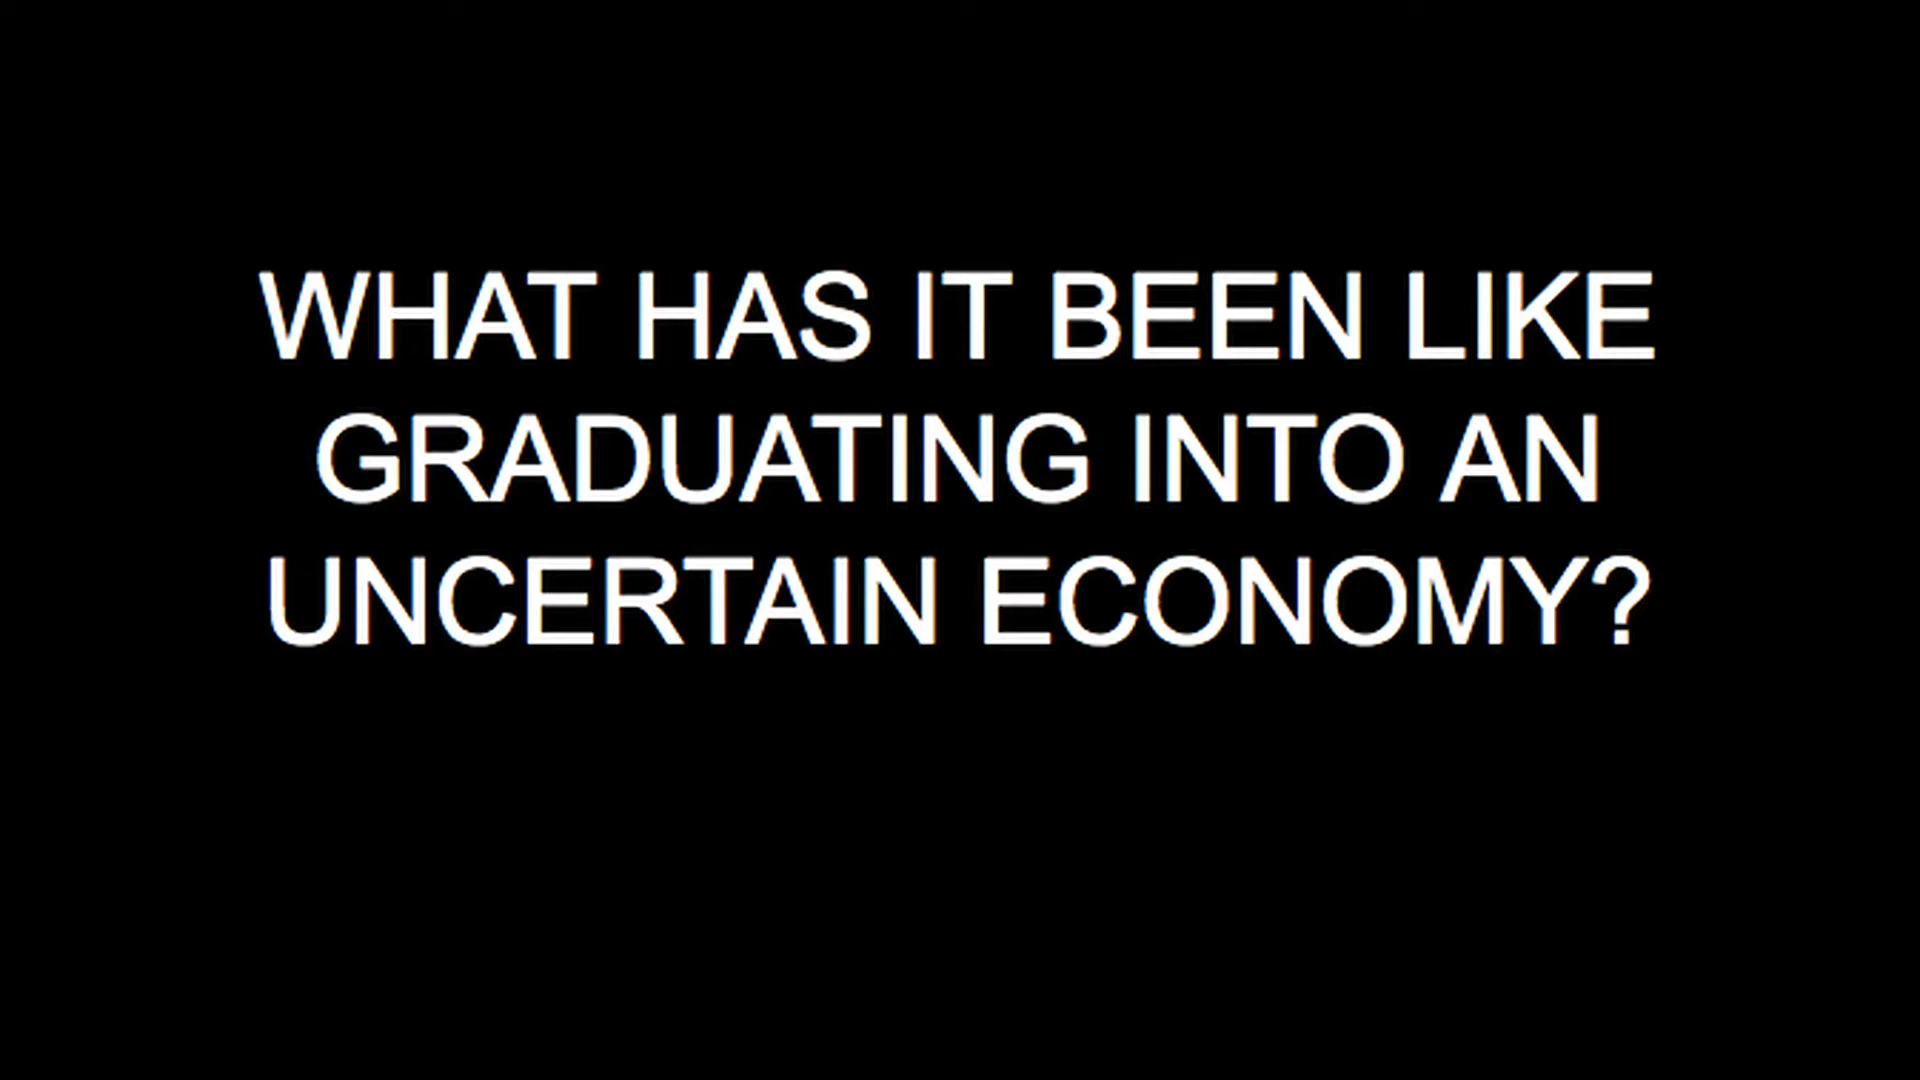 WHAT HAS IT BEEN LIKE
GRADUATING INTO AN
UNCERTAIN ECONOMY?